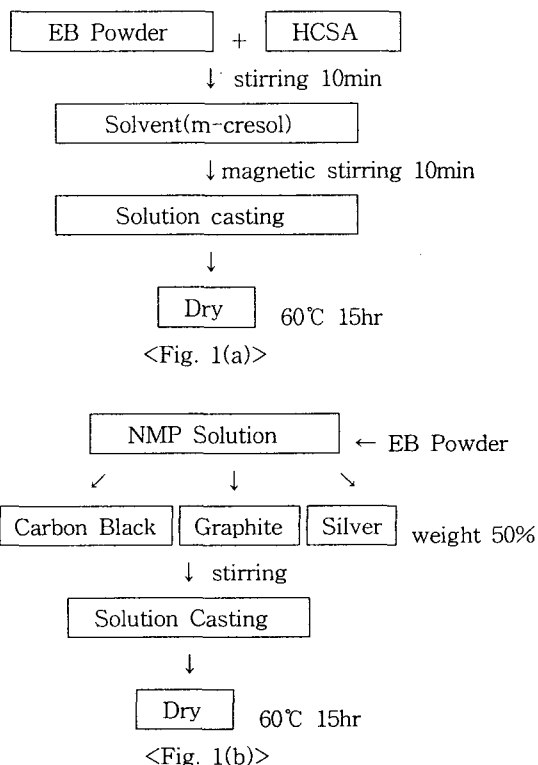 EB Powder + HCSA
↓ stirring 10min
Solvent(m-cresol)
↓ magnetic stirring 10min
Solution casting
↓
Dry 60℃ 15hr
<Fig. 1(a)>
NMP Solution ← EB Powder
↙ ↓ ↘
Carbon Black Graphite Silver weight 50%
↓ stirring
Solution Casting
↓
Dry 60℃ 15hr
<Fig. 1(b)>